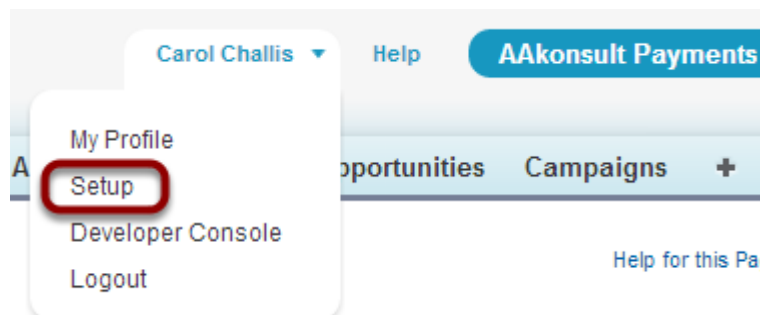 Carol Challis Help AAkonsult Payments
My Profile
A pportunities Campaigns +
Setup
Developer Console
Help for this Pa
Logout